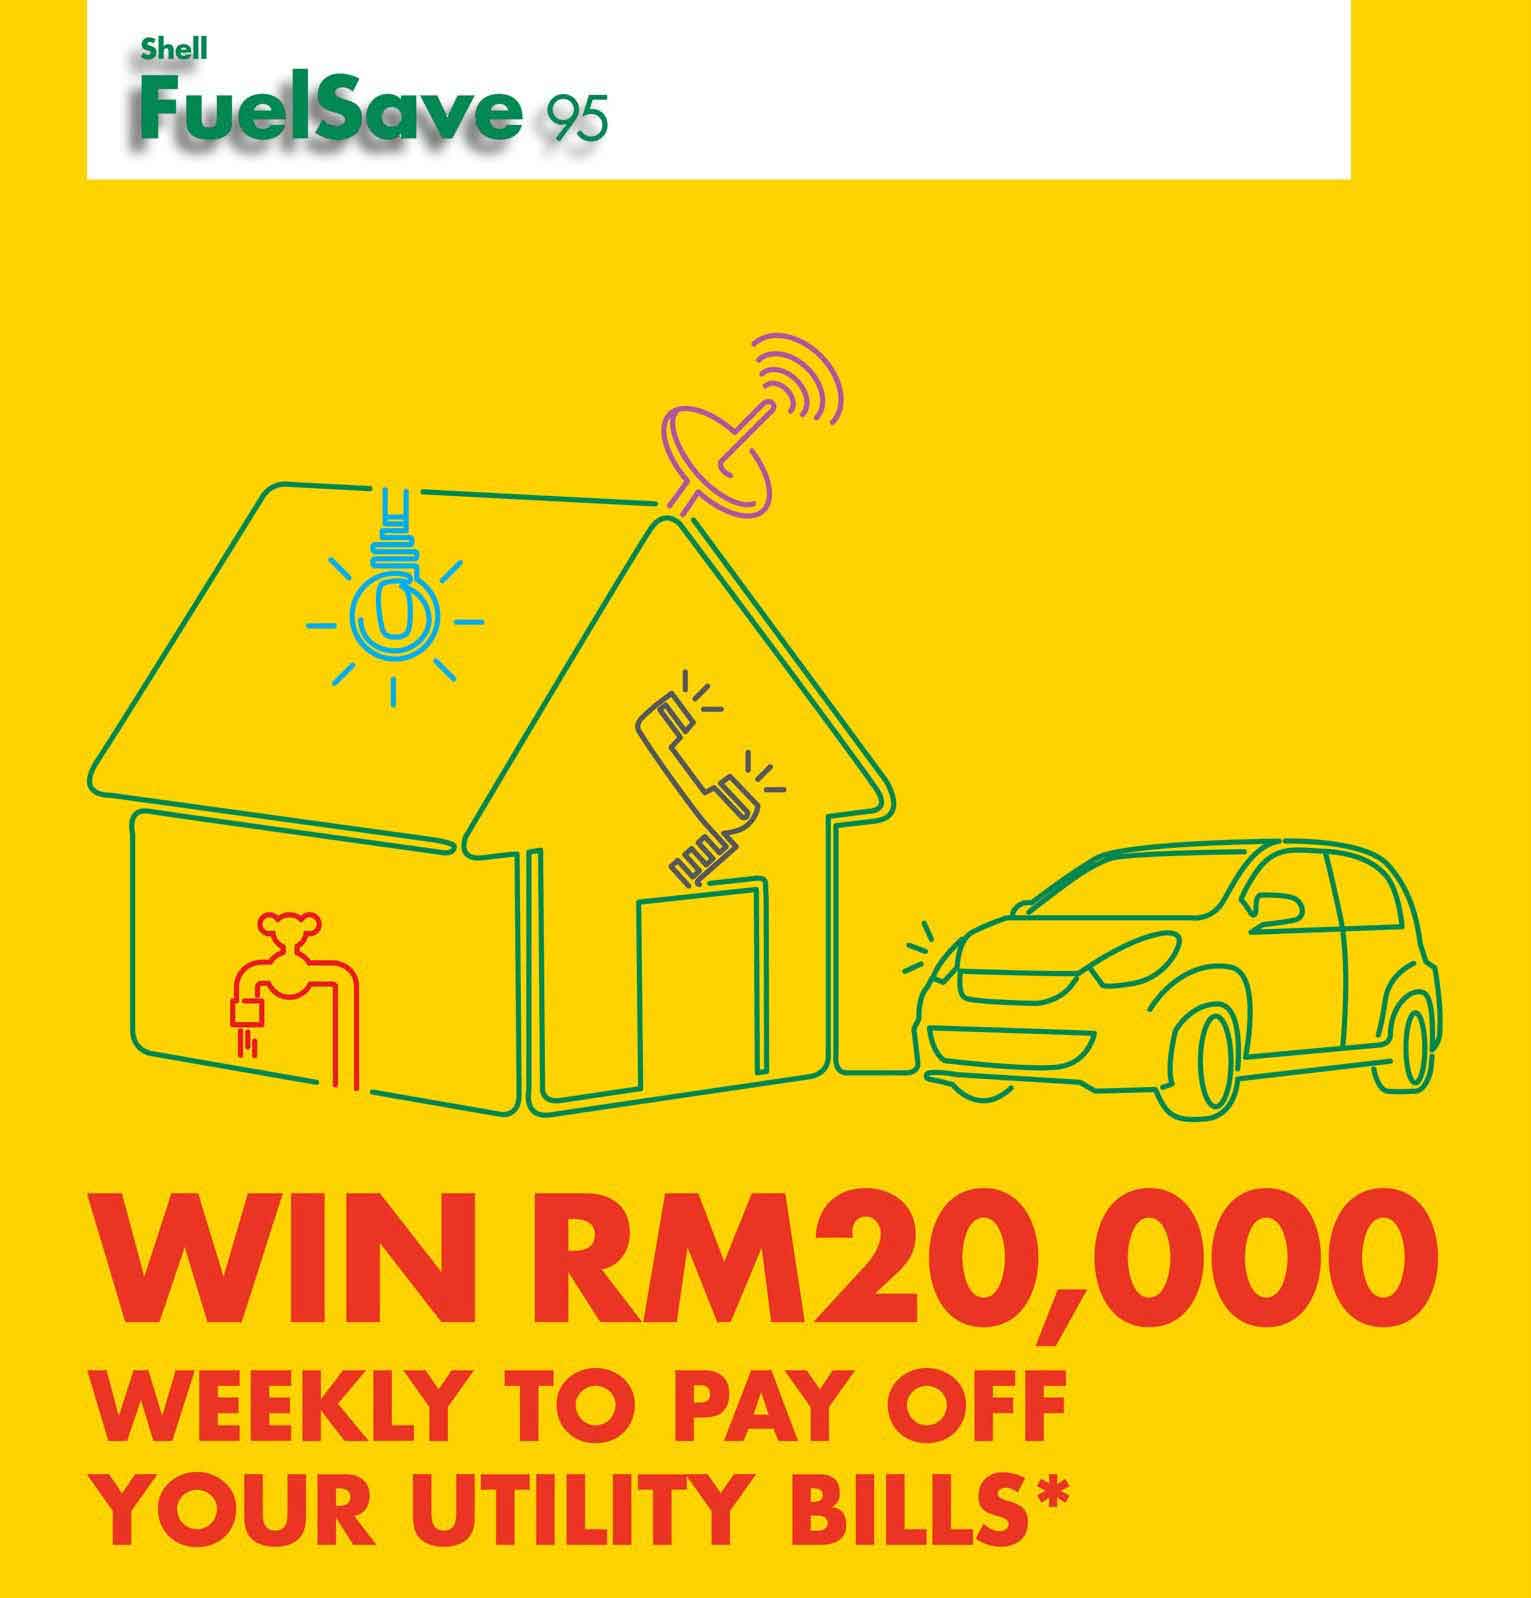 Shell
FuelSave 95
WIN RM20,000
WEEKLY TO PAY OFF
YOUR UTILITY BILLS*